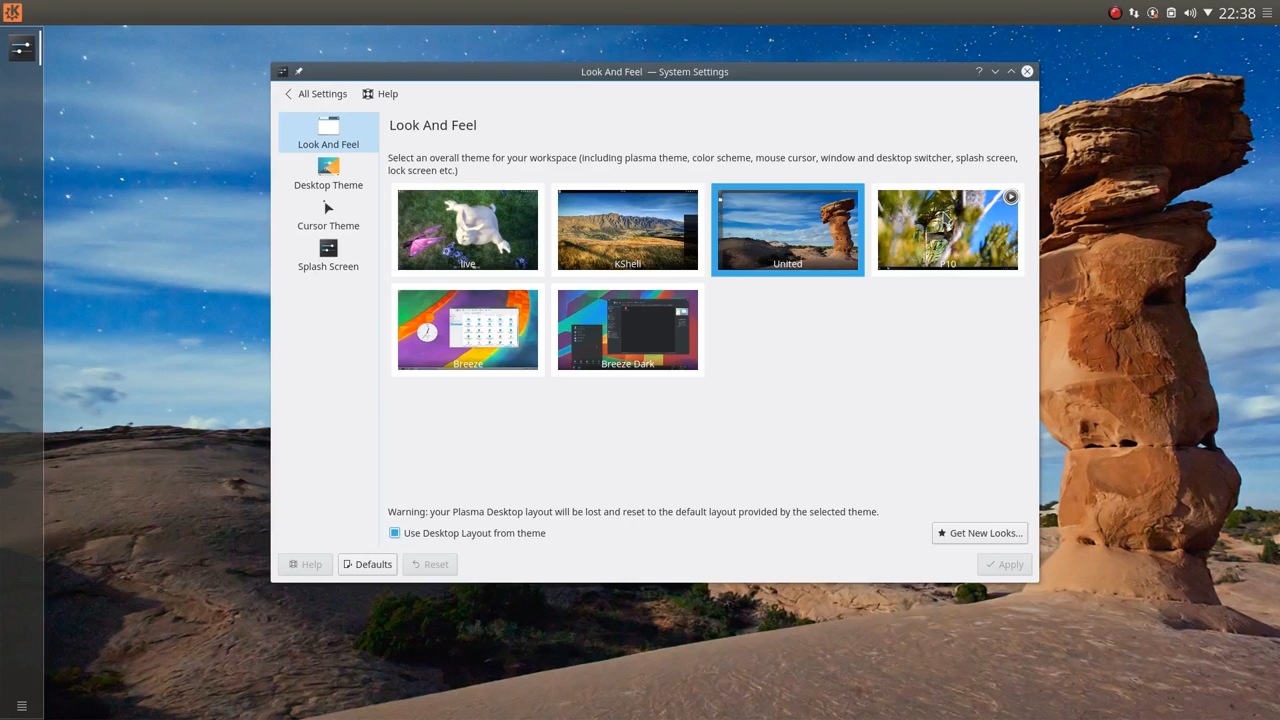 22:38
Look And Feel — System Settings
All Settings Help
Look And Feel
Desktop Theme
Cursor Theme
Splash Screen
Look And Feel
Select an overall theme for your workspace (including plasma theme, color scheme, mouse cursor, window and desktop switcher, splash screen,
lock screen etc.)
live
KShell
United
P10
Breeze
Breeze Dark
Warning: your Plasma Desktop layout will be lost and reset to the default layout provided by the selected theme.
Use Desktop Layout from theme
Get New Looks...
Help Defaults Reset Apply